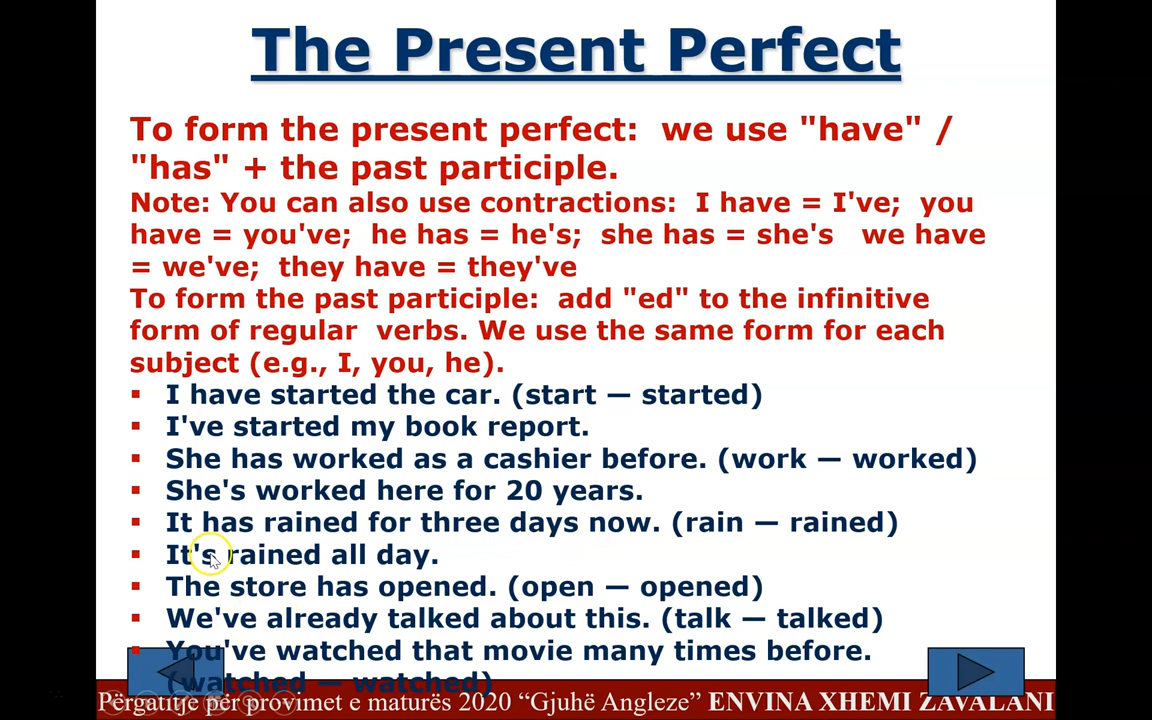 The Present Perfect
To form the present perfect:  we use "have" /
"has" + the past participle.
Note: You can also use contractions:  I have = I've;  you
have = you've;  he has = he's;  she has = she's   we have
= we've;  they have = they've
To form the past participle:  add "ed" to the infinitive
form of regular  verbs. We use the same form for each
subject (e.g., I, you, he).
▪ I have started the car. (start — started)
▪ I've started my book report.
▪ She has worked as a cashier before. (work — worked)
▪ She's worked here for 20 years.
▪ It has rained for three days now. (rain — rained)
▪ It's rained all day.
▪ The store has opened. (open — opened)
▪ We've already talked about this. (talk — talked)
▪ You've watched that movie many times before.
(watched — watched)
Përgatitje për provimet e maturës 2020 “Gjuhë Angleze” ENVINA XHEMI ZAVALANI